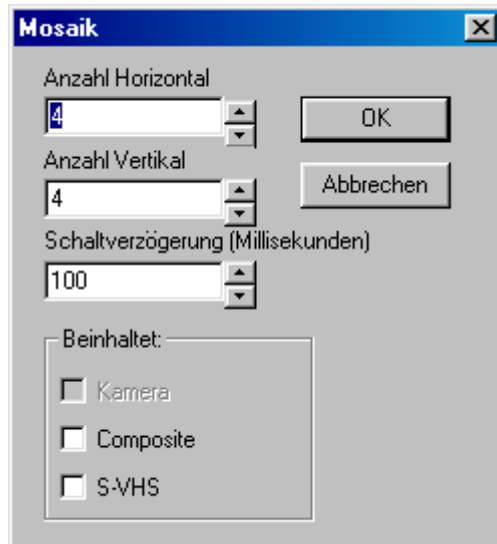 Mosaik
Anzahl Horizontal
4
OK
Anzahl Vertikal
4
Abbrechen
Schaltverzögerung (Millisekunden)
100
Beinhaltet:
Kamera
Composite
S-VHS